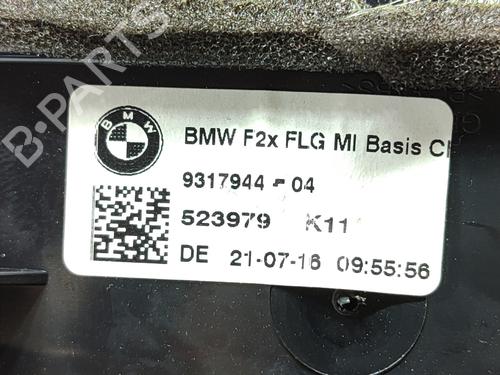 B-PARTS
BMW
BMW F2x FLG MI Basis
9317944 - 04
523979 K11
DE 21-07-16 09:55:56